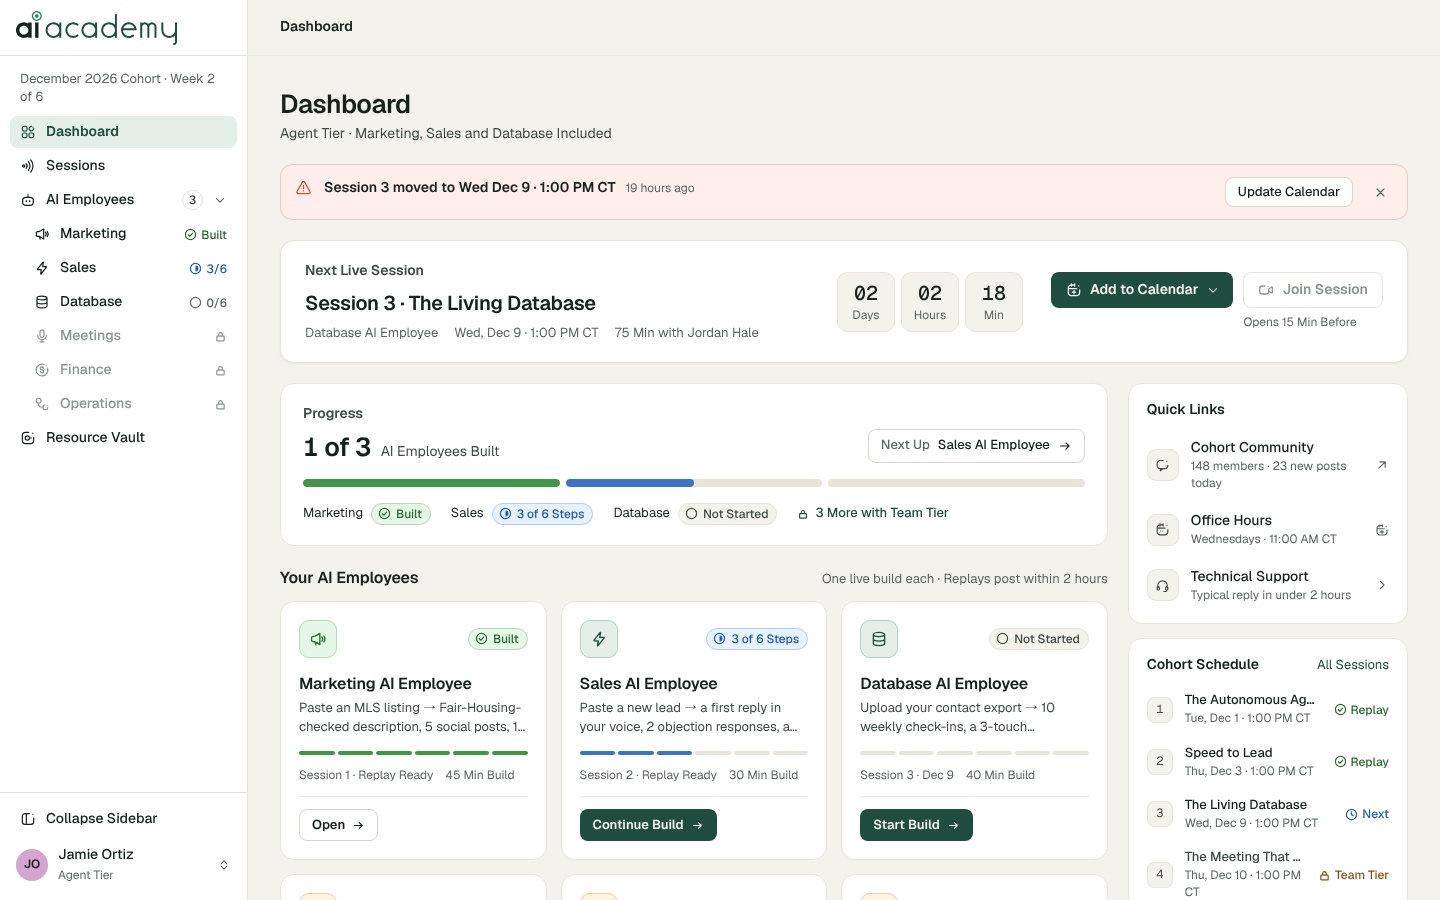 ai academy
December 2026 Cohort · Week 2
of 6
Dashboard
Sessions
AI Employees 3
Marketing Built
Sales 3/6
Database 0/6
Meetings
Finance
Operations
Resource Vault
Collapse Sidebar
JO
Jamie Ortiz
Agent Tier
Dashboard
Dashboard
Agent Tier · Marketing, Sales and Database Included
Session 3 moved to Wed Dec 9 · 1:00 PM CT 19 hours ago
Update Calendar
Next Live Session
Session 3 · The Living Database
Database AI Employee Wed, Dec 9 · 1:00 PM CT 75 Min with Jordan Hale
02 Days
02 Hours
18 Min
Add to Calendar
Join Session
Opens 15 Min Before
Progress
1 of 3 AI Employees Built
Next Up Sales AI Employee →
Marketing Built Sales 3 of 6 Steps Database Not Started 3 More with Team Tier
Your AI Employees
One live build each · Replays post within 2 hours
Built
Marketing AI Employee
Paste an MLS listing → Fair-Housing-
checked description, 5 social posts, 1...
Session 1 · Replay Ready 45 Min Build
Open →
3 of 6 Steps
Sales AI Employee
Paste a new lead → a first reply in
your voice, 2 objection responses, a...
Session 2 · Replay Ready 30 Min Build
Continue Build →
Not Started
Database AI Employee
Upload your contact export → 10
weekly check-ins, a 3-touch...
Session 3 · Dec 9 40 Min Build
Start Build →
Quick Links
Cohort Community
148 members · 23 new posts
today
Office Hours
Wednesdays · 11:00 AM CT
Technical Support
Typical reply in under 2 hours
Cohort Schedule All Sessions
1 The Autonomous Ag...
Tue, Dec 1 · 1:00 PM CT
Replay
2 Speed to Lead
Thu, Dec 3 · 1:00 PM CT
Replay
3 The Living Database
Wed, Dec 9 · 1:00 PM CT
Next
4 The Meeting That ...
Thu, Dec 10 · 1:00 PM
CT
Team Tier